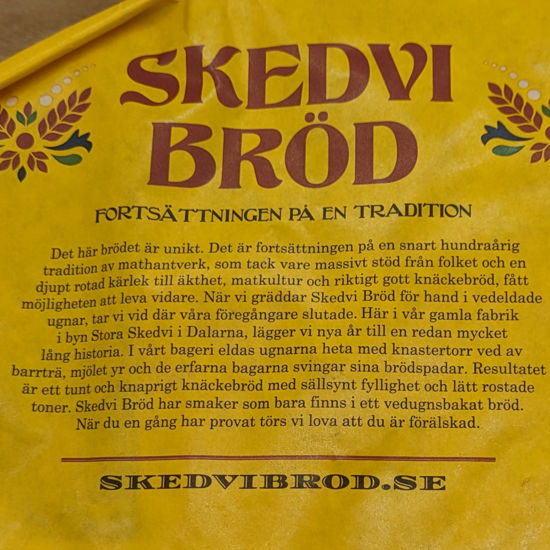 SKEDVI
BRÖD
FORTSÄTTNINGEN PÅ EN TRADITION
Det här brödet är unikt. Det är fortsättningen på en snart hundraårig
tradition av mathantverk, som tack vare massivt stöd från folket och en
djupt rotad kärlek till äkthet, matkultur och riktigt gott knäckebröd, fått
möjligheten att leva vidare. När vi gräddar Skedvi Bröd för hand i vedeldade
ugnar, tar vi vid där våra föregångare slutade. Här i vår gamla fabrik
i byn Stora Skedvi i Dalarna, lägger vi nya år till en redan mycket
lång historia. I vårt bageri eldas ugnarna heta med knastertorr ved av
barrträ, mjölet yr och de erfarna bagarna svingar sina brödspadar. Resultatet
är ett tunt och knaprigt knäckebröd med sällsynt fyllighet och lätt rostade
toner. Skedvi Bröd har smaker som bara finns i ett vedugnsbakat bröd.
När du en gång har provat törs vi lova att du är förälskad.
SKEDVIBROD.SE